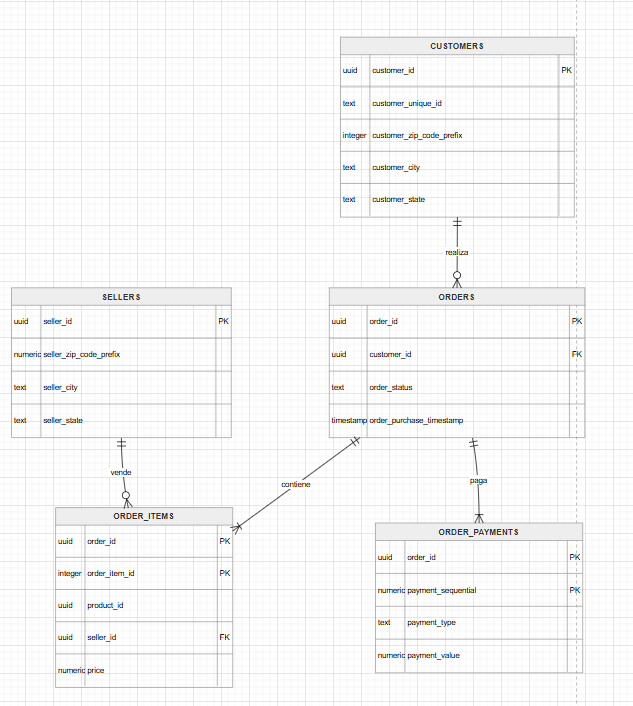 CUSTOMERS
uuid customer_id PK
text customer_unique_id
integer customer_zip_code_prefix
text customer_city
text customer_state
realiza
SELLERS
uuid seller_id PK
numeric seller_zip_code_prefix
text seller_city
text seller_state
ORDERS
uuid order_id PK
uuid customer_id FK
text order_status
timestamp order_purchase_timestamp
vende
contiene
paga
ORDER_ITEMS
uuid order_id PK
integer order_item_id PK
uuid product_id
uuid seller_id FK
numeric price
ORDER_PAYMENTS
uuid order_id PK
numeric payment_sequential PK
text payment_type
numeric payment_value